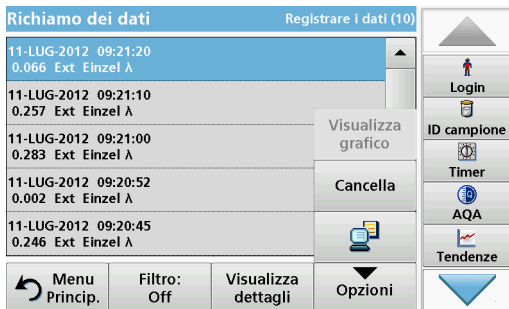 Richiamo dei dati
Registrare i dati (10)
11-LUG-2012 09:21:20
0.066 Ext Einzel λ
11-LUG-2012 09:21:10
0.257 Ext Einzel λ
11-LUG-2012 09:21:00
0.283 Ext Einzel λ
11-LUG-2012 09:20:52
0.002 Ext Einzel λ
11-LUG-2012 09:20:45
0.246 Ext Einzel λ
Visualizza
grafico
Cancella
Menu
Princip.
Filtro:
Off
Visualizza
dettagli
Opzioni
Login
ID campione
Timer
AQA
Tendenze